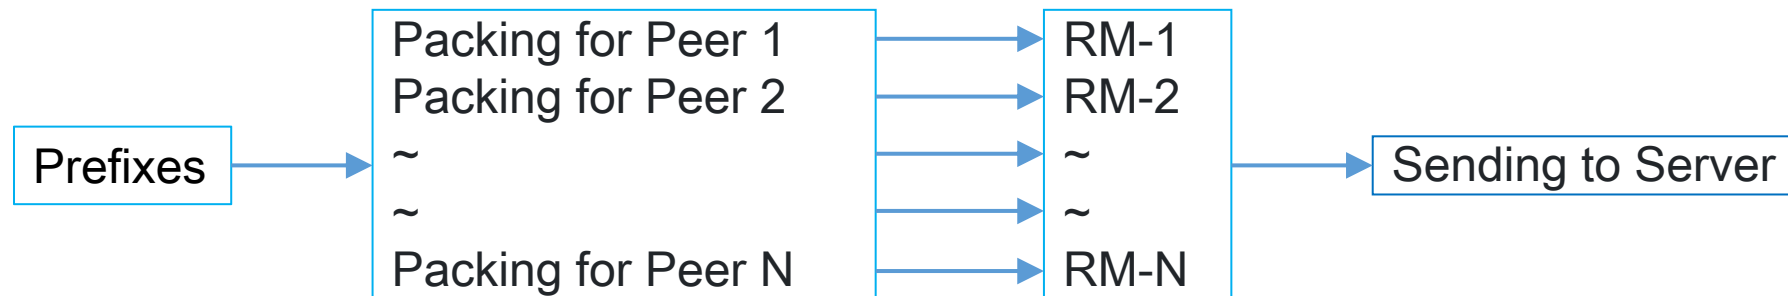 Prefixes
Packing for Peer 1
Packing for Peer 2
~
~
Packing for Peer N
RM-1
RM-2
~
~
RM-N
Sending to Server